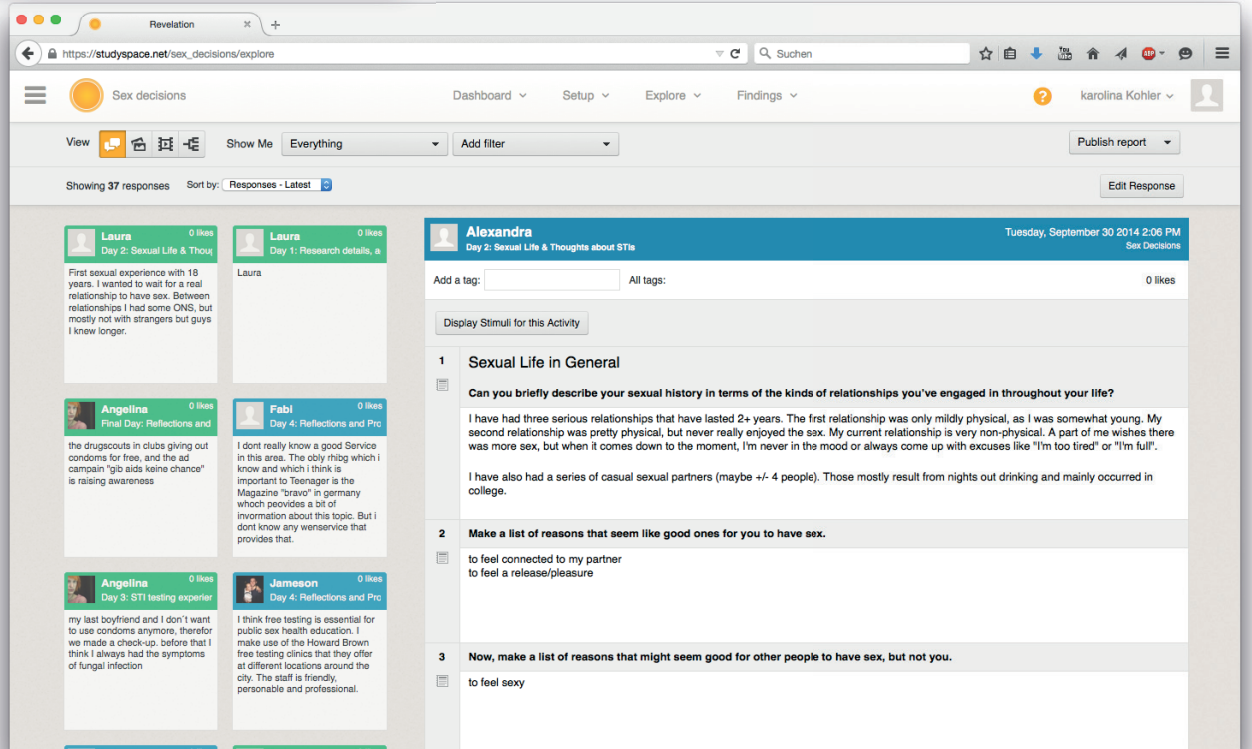 Revelation
https://studyspace.net/sex_decisions/explore
Suchen
You
Tube
ABP
Sex decisions
Dashboard
Setup
Explore
Findings
?
karolina Kohler
View
Show Me
Everything
Add filter
Publish report
Showing 37 responses
Sort by:
Responses - Latest
Edit Response
Laura
0 likes
Day 2: Sexual Life & Thoug
First sexual experience with 18
years. I wanted to wait for a real
relationship to have sex. Between
relationships I had some ONS, but
mostly not with strangers but guys
I knew longer.
Laura
0 likes
Day 1: Research details, a
Laura
Angelina
0 likes
Final Day: Reflections and
the drugscouts in clubs giving out
condoms for free, and the ad
campain "gib aids keine chance"
is raising awareness
Fabi
0 likes
Day 4: Reflections and Pro
I dont really know a good Service
in this area. The obly rhibg which i
know and which i think is
important to Teenager is the
Magazine "bravo" in germany
whoch peovides a bit of
invormation about this topic. But i
dont know any wenservice that
provides that.
Angelina
0 likes
Day 3: STI testing experier
my last boyfriend and I don´t want
to use condoms anymore, therefor
we made a check-up. before that I
think I always had the symptoms
of fungal infection
Jameson
0 likes
Day 4: Reflections and Pro
I think free testing is essential for
public sex health education. I
make use of the Howard Brown
free testing clinics that they offer
at different locations around the
city. The staff is friendly,
personable and professional.
Alexandra
Day 2: Sexual Life & Thoughts about STIs
Tuesday, September 30 2014 2:06 PM
Sex Decisions
Add a tag:
All tags:
0 likes
Display Stimuli for this Activity
1
Sexual Life in General
Can you briefly describe your sexual history in terms of the kinds of relationships you've engaged in throughout your life?
I have had three serious relationships that have lasted 2+ years. The first relationship was only mildly physical, as I was somewhat young. My
second relationship was pretty physical, but never really enjoyed the sex. My current relationship is very non-physical. A part of me wishes there
was more sex, but when it comes down to the moment, I'm never in the mood or always come up with excuses like "I'm too tired" or "I'm full".
I have also had a series of casual sexual partners (maybe +/- 4 people). Those mostly result from nights out drinking and mainly occurred in
college.
2
Make a list of reasons that seem like good ones for you to have sex.
to feel connected to my partner
to feel a release/pleasure
3
Now, make a list of reasons that might seem good for other people to have sex, but not you.
to feel sexy